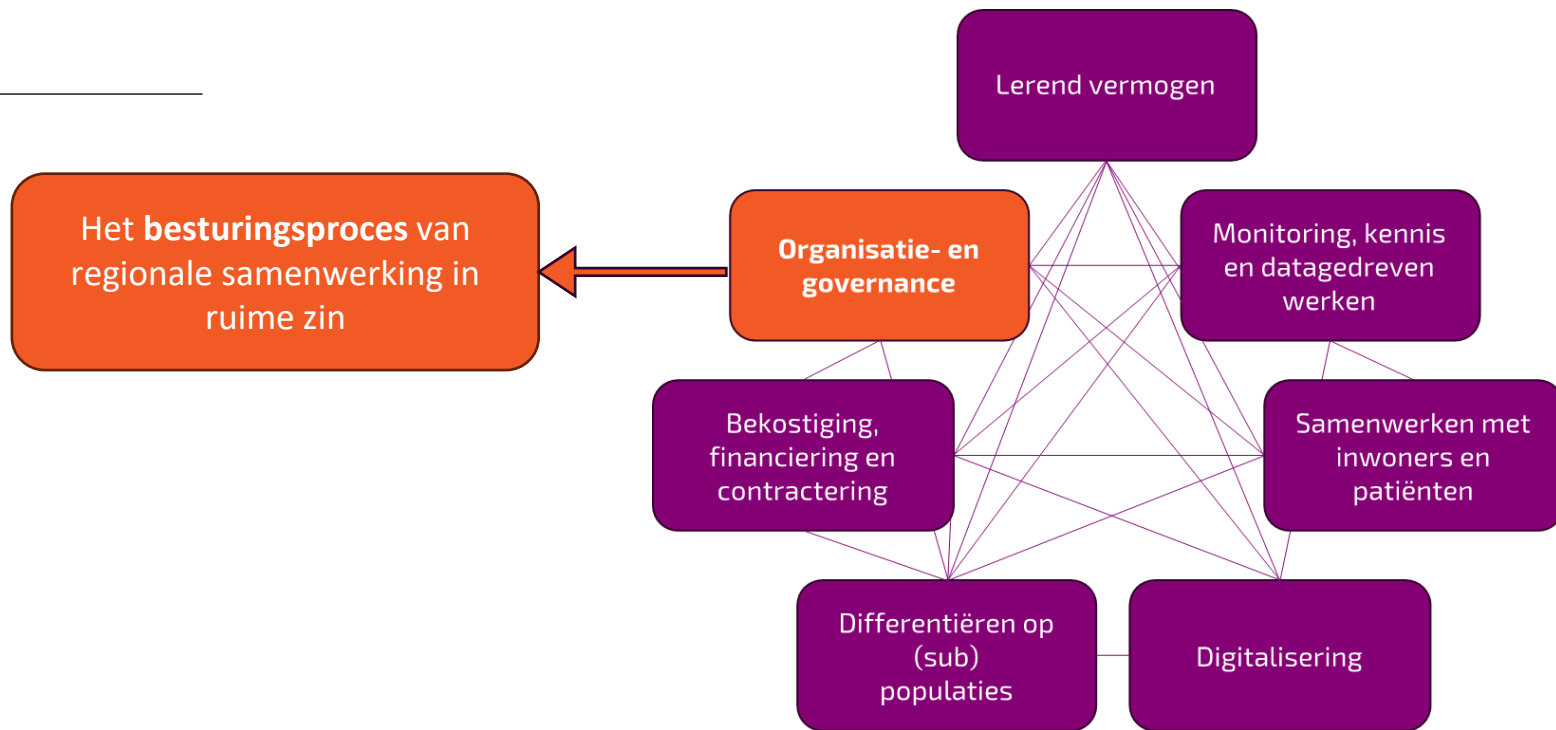 Lerend vermogen
Het besturingsproces van
regionale samenwerking in
ruime zin
Organisatie- en
governance
Monitoring, kennis
en datagedreven
werken
Bekostiging,
financiering en
contractering
Samenwerken met
inwoners en
patiënten
Differentiëren op
(sub)
populaties
Digitalisering